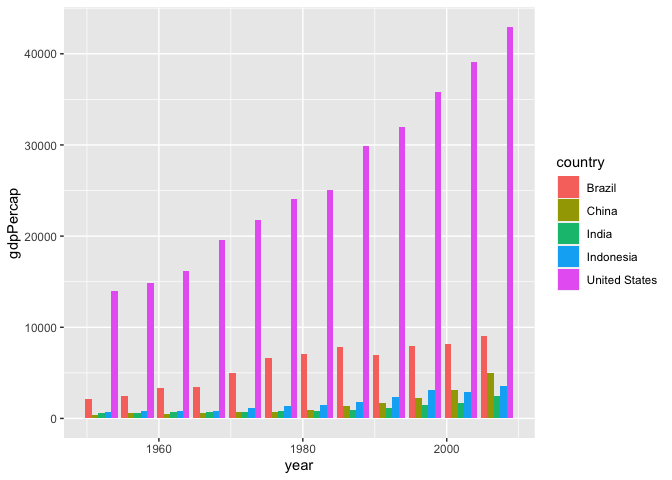 40000
30000
20000
10000
0
gdpPercap
1960
1980
2000
year
country
Brazil
China
India
Indonesia
United States